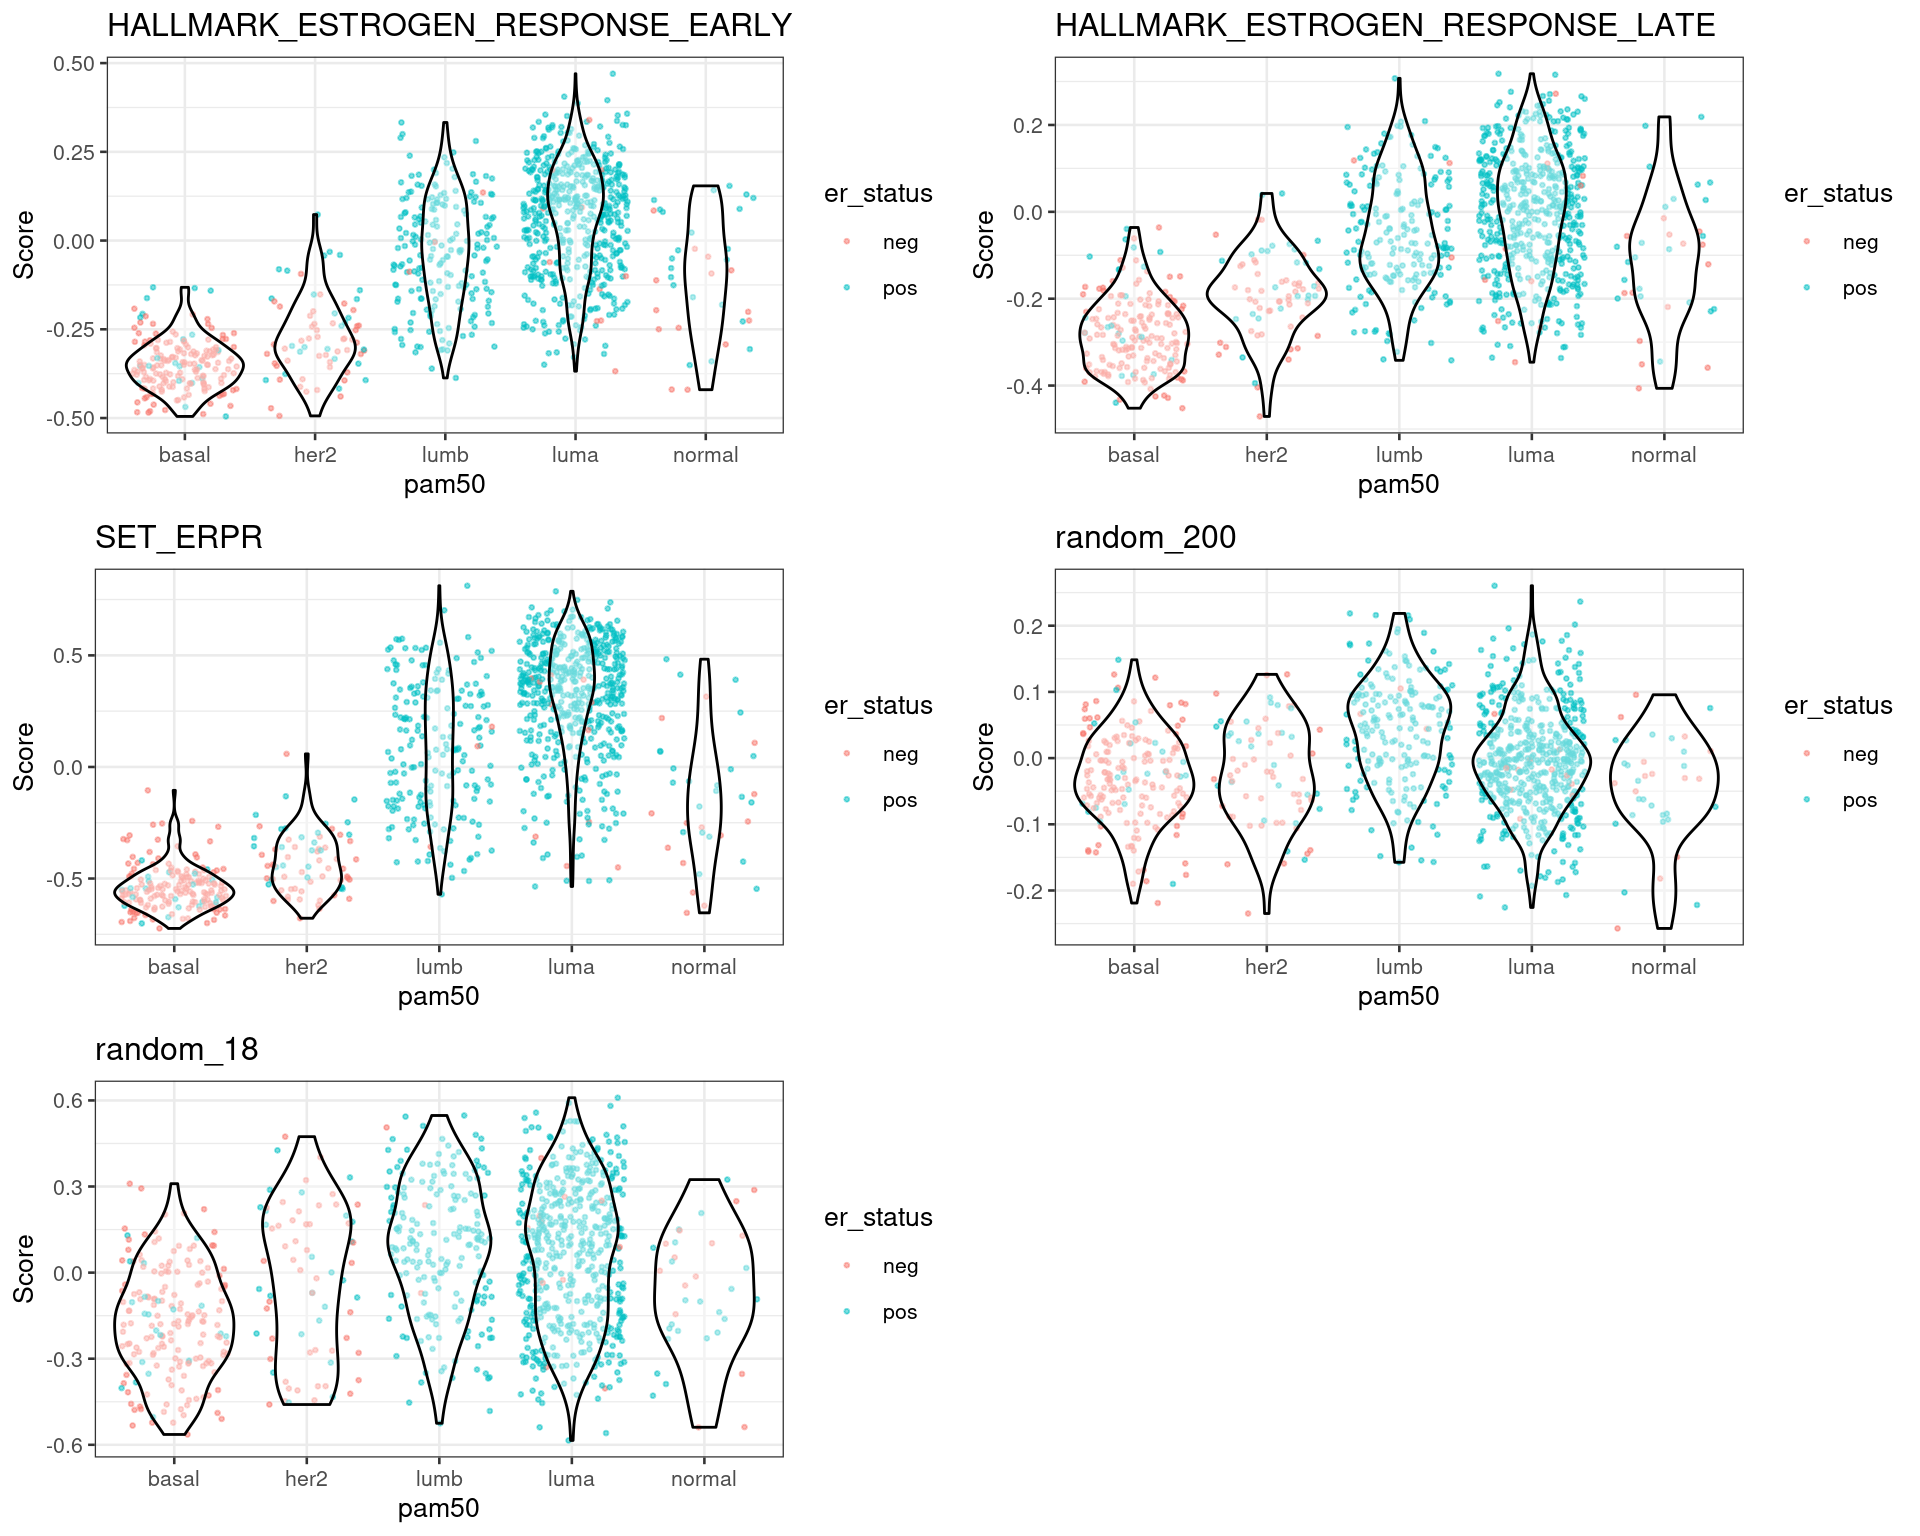 HALLMARK_ESTROGEN_RESPONSE_EARLY
Score
0.50
0.25
0.00
-0.25
-0.50
basal her2 lumb luma normal
pam50
er_status
neg
pos
HALLMARK_ESTROGEN_RESPONSE_LATE
Score
0.2
0.0
-0.2
-0.4
basal her2 lumb luma normal
pam50
er_status
neg
pos
SET_ERPR
Score
0.5
0.0
-0.5
basal her2 lumb luma normal
pam50
er_status
neg
pos
random_200
Score
0.2
0.1
0.0
-0.1
-0.2
basal her2 lumb luma normal
pam50
er_status
neg
pos
random_18
Score
0.6
0.3
0.0
-0.3
-0.6
basal her2 lumb luma normal
pam50
er_status
neg
pos